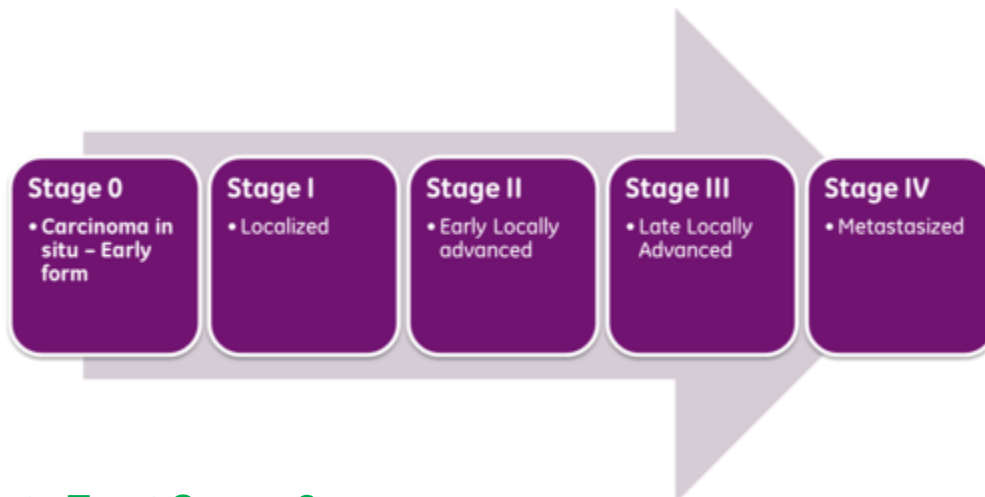 Stage 0
• Carcinoma in
situ – Early
form
Stage I
• Localized
Stage II
• Early Locally
advanced
Stage III
• Late Locally
Advanced
Stage IV
• Metastasized